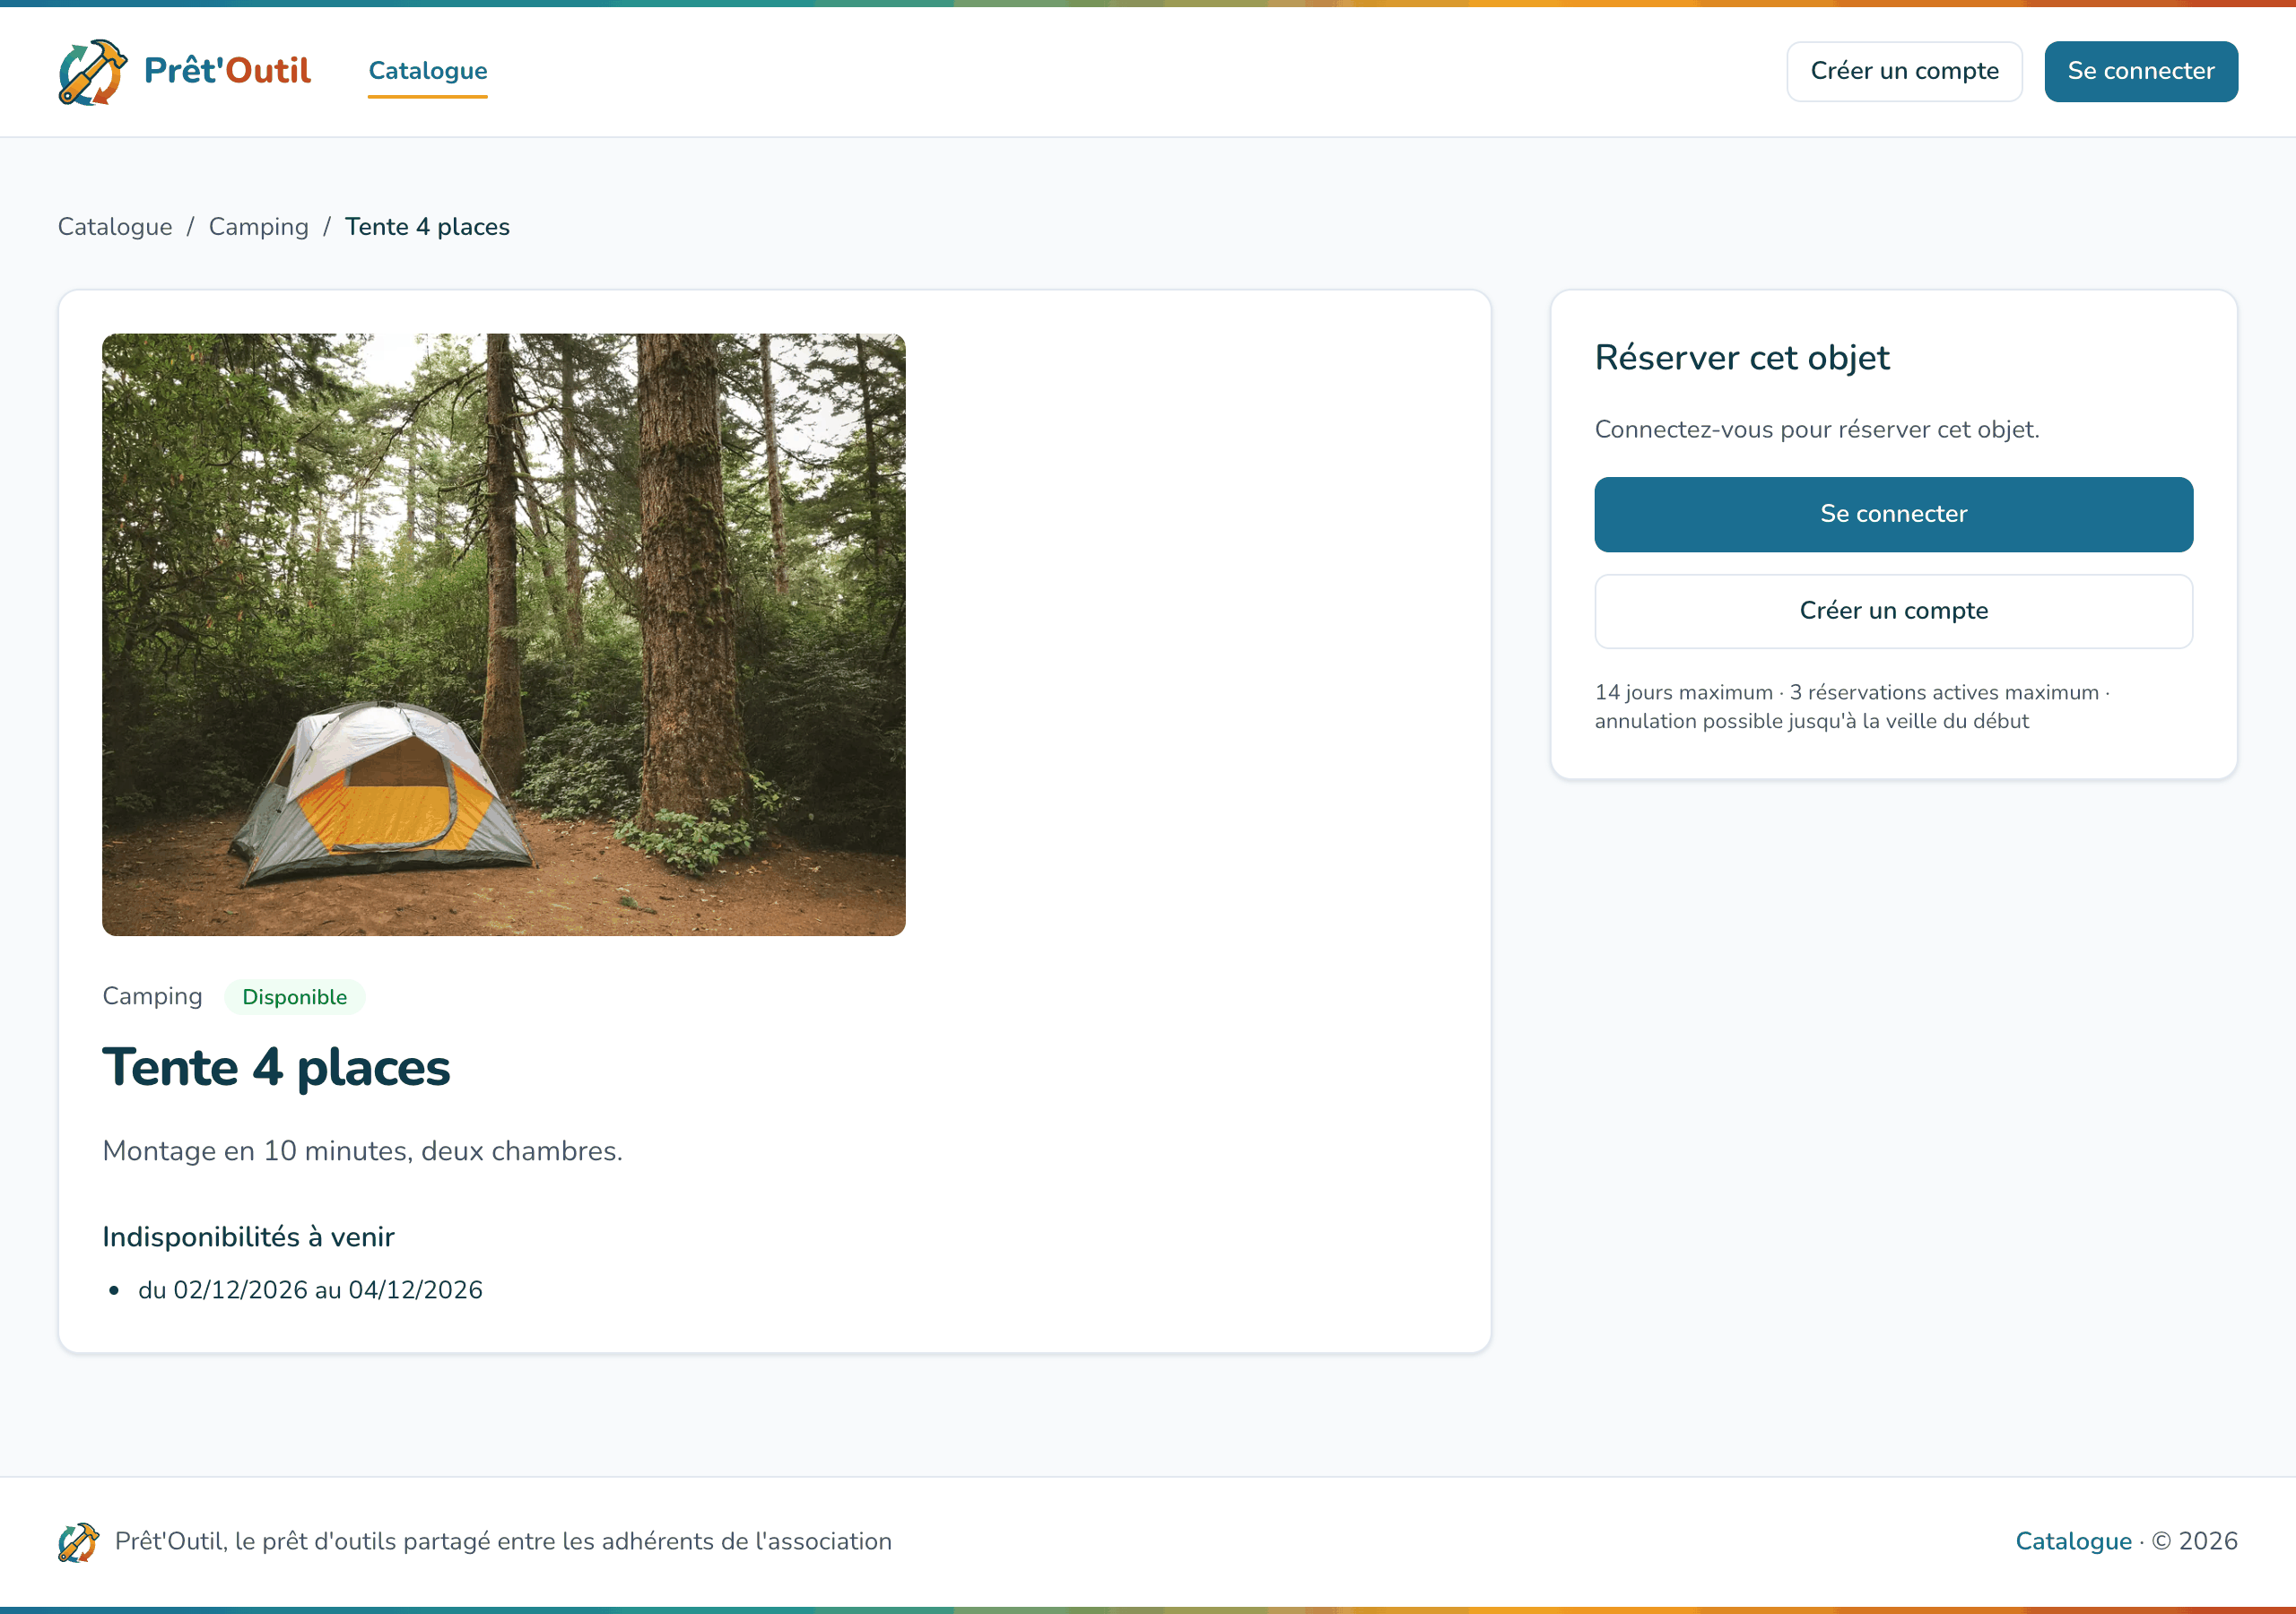 Prêt'Outil
Catalogue
Créer un compte
Se connecter
Catalogue / Camping / Tente 4 places
Camping
Disponible
Tente 4 places
Montage en 10 minutes, deux chambres.
Indisponibilités à venir
• du 02/12/2026 au 04/12/2026
Réserver cet objet
Connectez-vous pour réserver cet objet.
Se connecter
Créer un compte
14 jours maximum · 3 réservations actives maximum ·
annulation possible jusqu'à la veille du début
Prêt'Outil, le prêt d'outils partagé entre les adhérents de l'association
Catalogue · © 2026